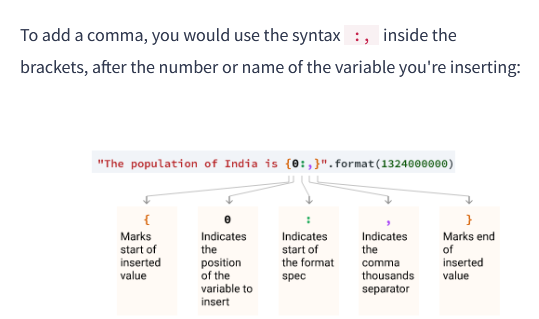 To add a comma, you would use the syntax :, inside the
brackets, after the number or name of the variable you're inserting:
"The population of India is {0:,}".format(1324000000)
{
Marks
start of
inserted
value
0
Indicates
the
position
of the
variable to
insert
:
Indicates
start of
the format
spec
,
Indicates
the
comma
thousands
separator
}
Marks end
of
inserted
value